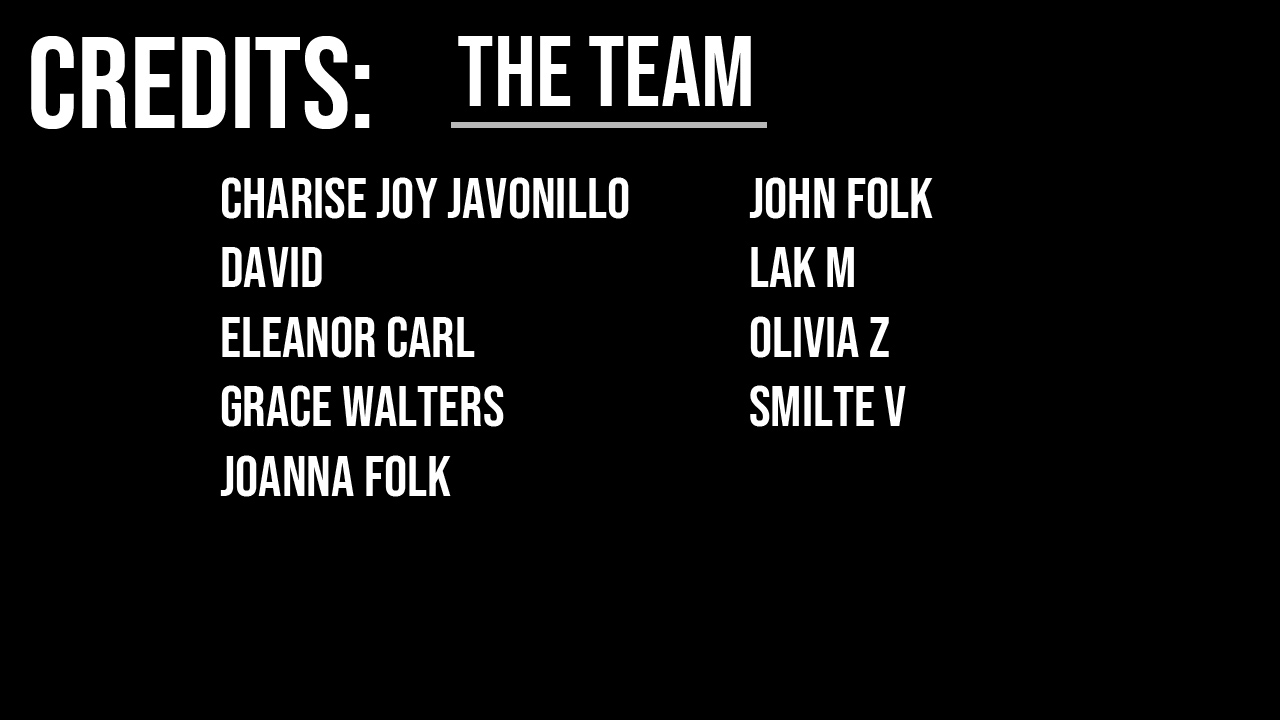 CREDITS:
THE TEAM
CHARISE JOY JAVONILLO
DAVID
ELEANOR CARL
GRACE WALTERS
JOANNA FOLK
JOHN FOLK
LAK M
OLIVIA Z
SMILTE V